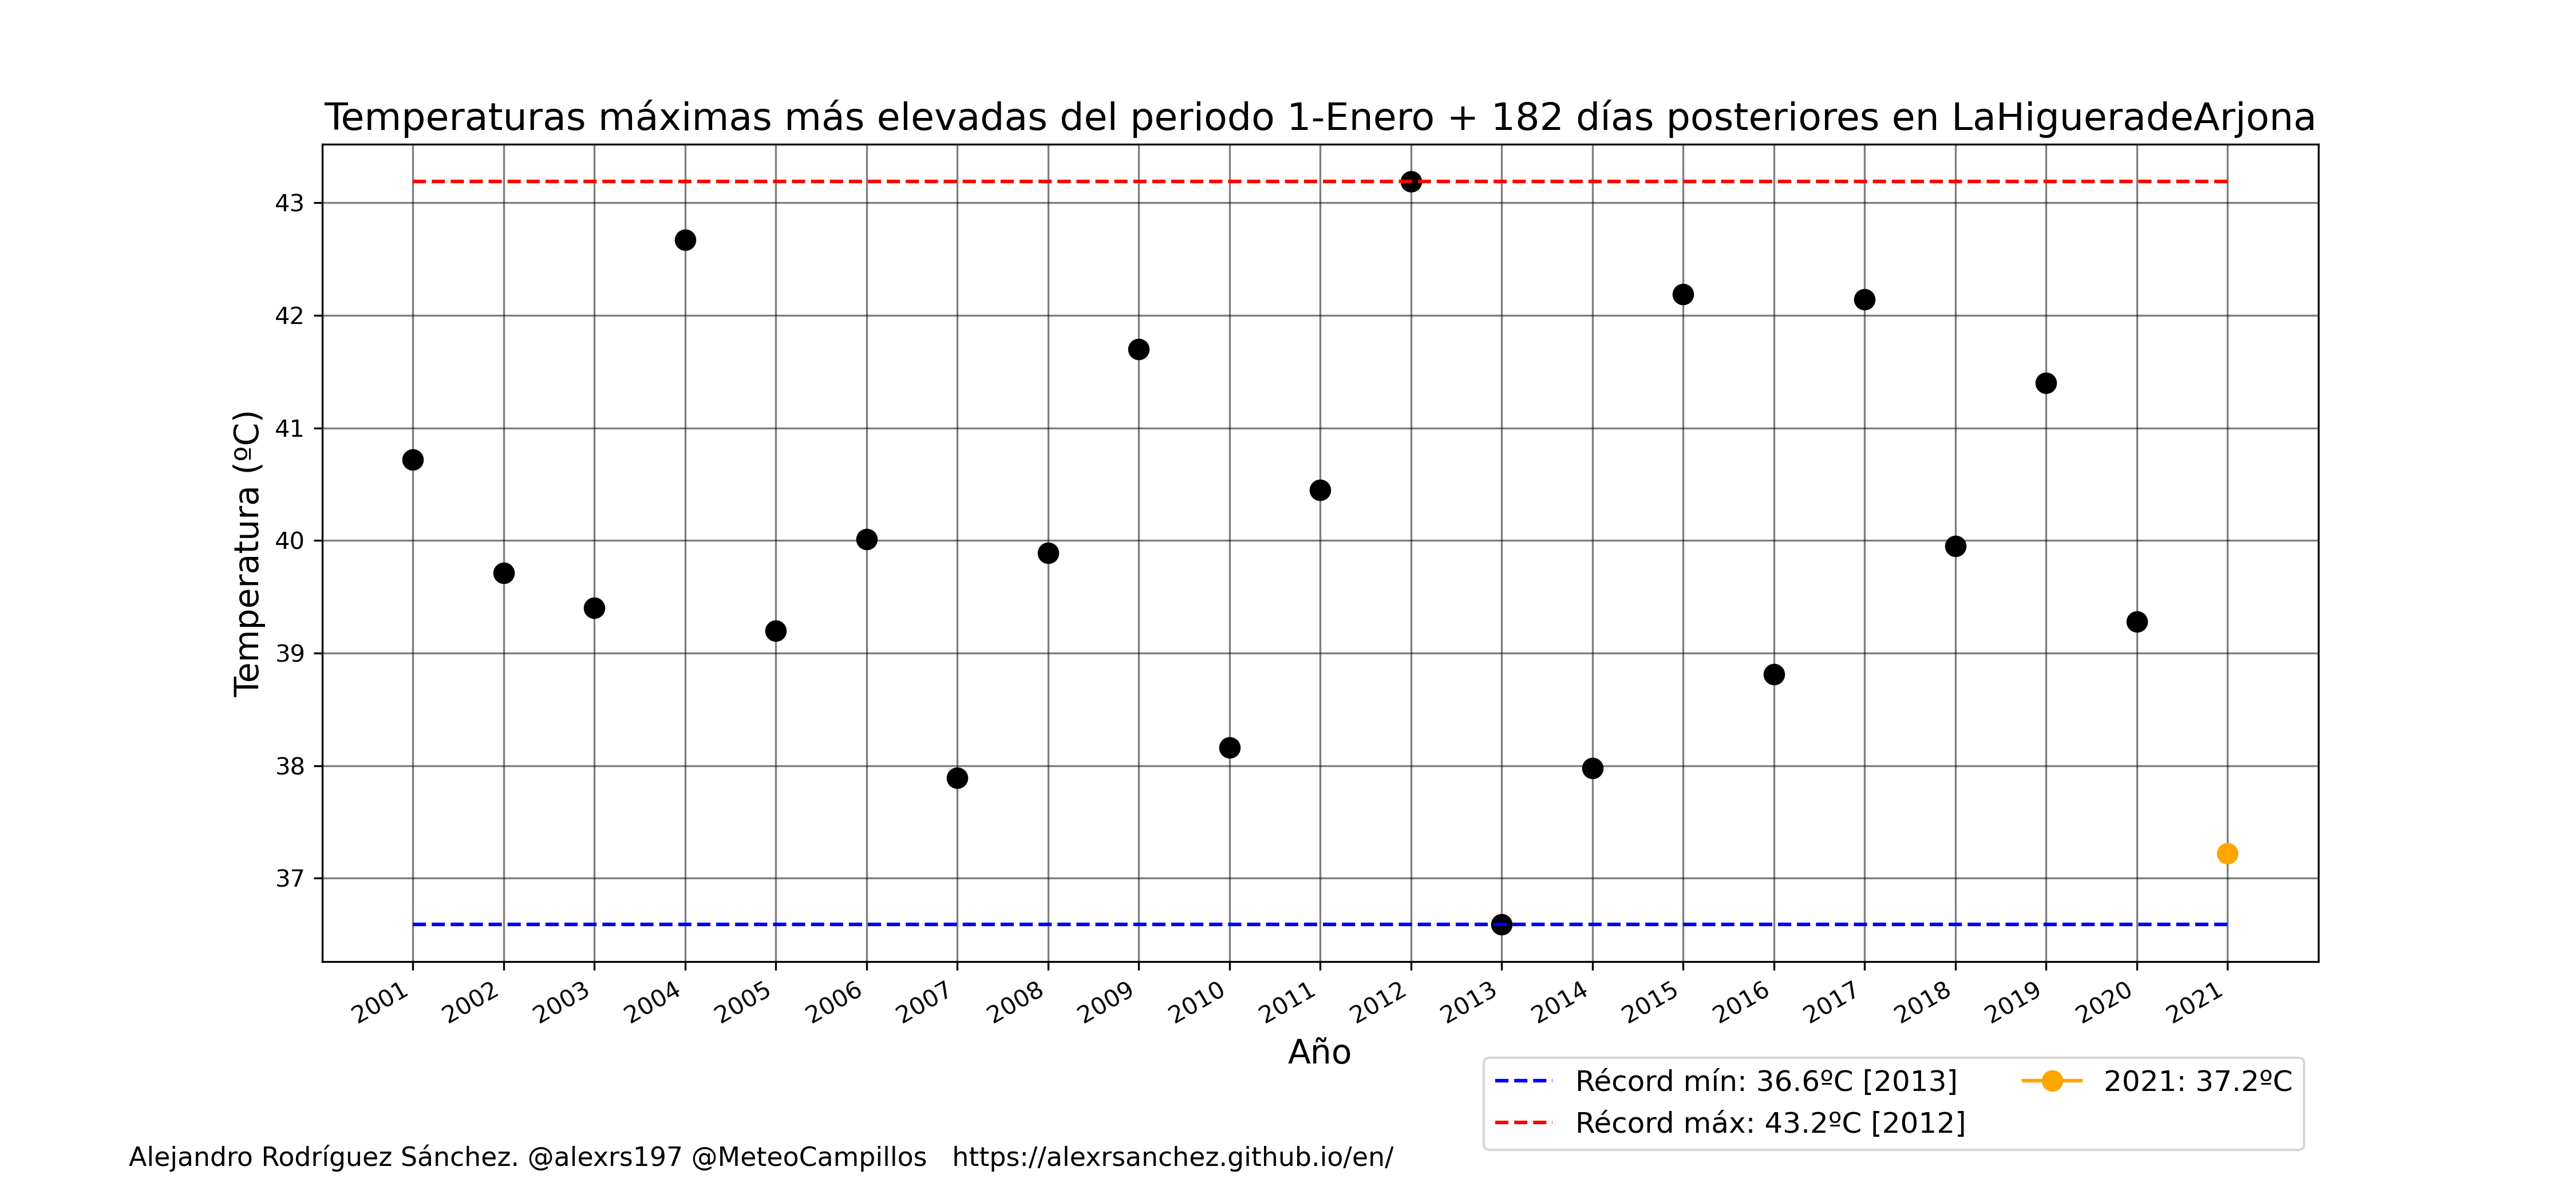 Temperaturas máximas más elevadas del periodo 1-Enero + 182 días posteriores en LaHigueradeArjona
Temperatura (ºC)
43
42
41
40
39
38
37
2001 2002 2003 2004 2005 2006 2007 2008 2009 2010 2011 2012 2013 2014 2015 2016 2017 2018 2019 2020 2021
Año
Récord mín: 36.6ºC [2013]
Récord máx: 43.2ºC [2012]
2021: 37.2ºC
Alejandro Rodríguez Sánchez. @alexrs197 @MeteoCampillos https://alexrsanchez.github.io/en/